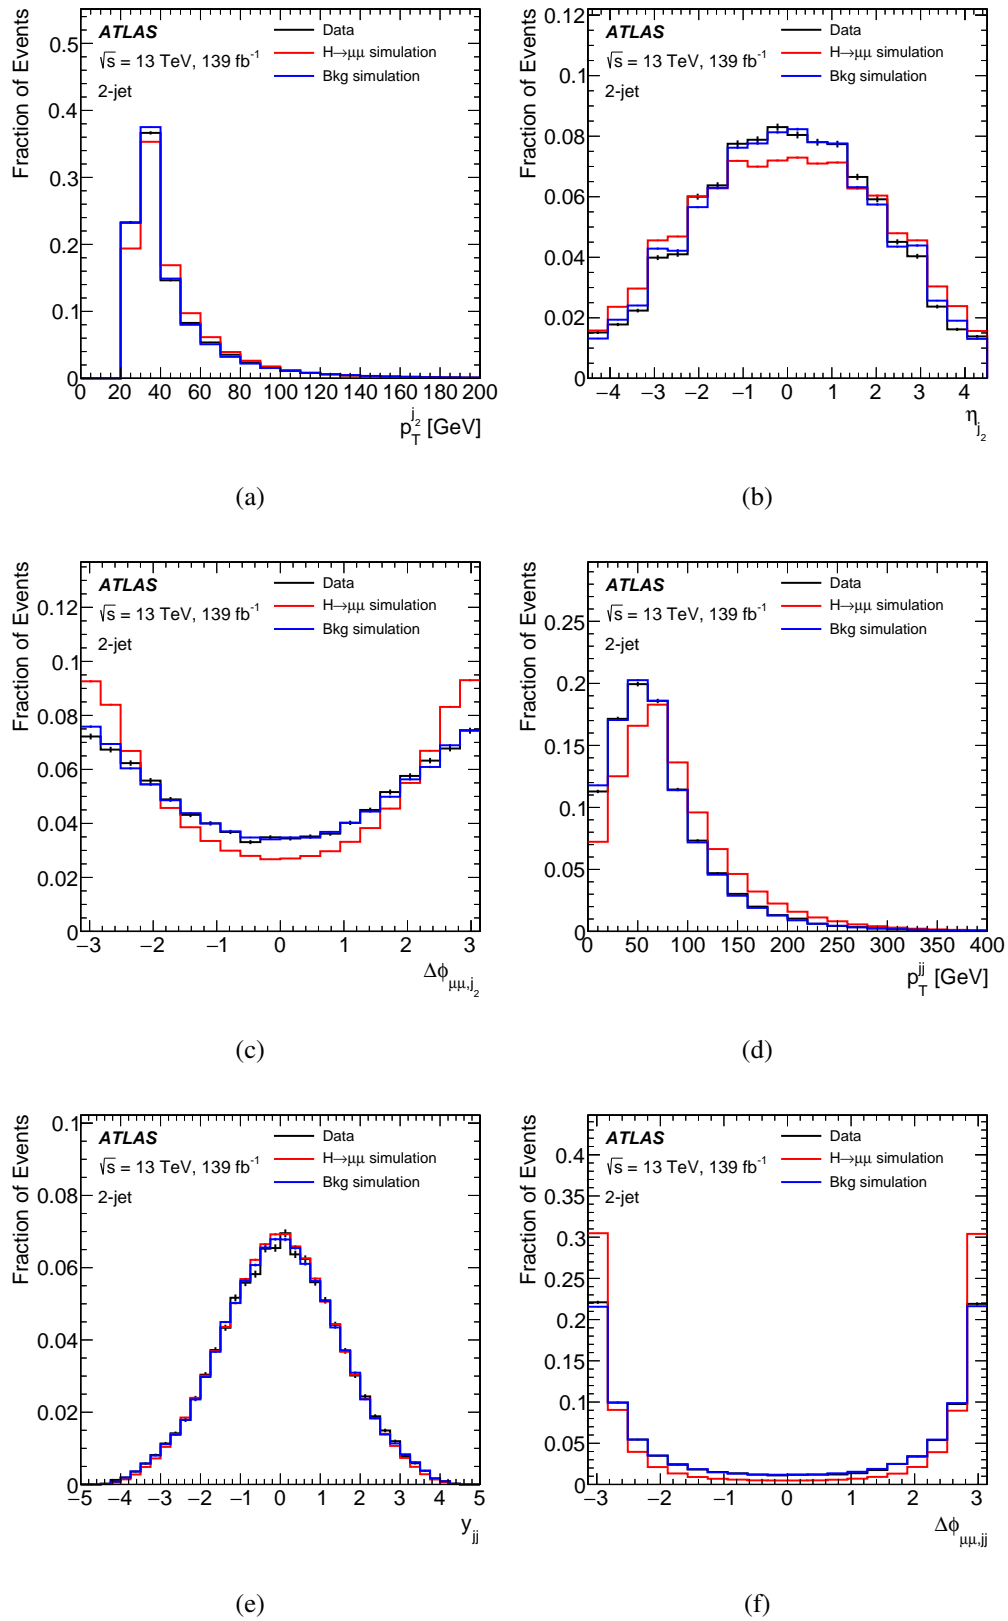 Fraction of Events
ATLAS
√s = 13 TeV, 139 fb⁻¹
2-jet
Data
H→μμ simulation
Bkg simulation
0.5
0.4
0.3
0.2
0.1
0
0 20 40 60 80 100 120 140 160 180 200
p_T^{j_2} [GeV]
(a)
Fraction of Events
ATLAS
√s = 13 TeV, 139 fb⁻¹
2-jet
Data
H→μμ simulation
Bkg simulation
0.12
0.1
0.08
0.06
0.04
0.02
0
−4 −3 −2 −1 0 1 2 3 4
η_{j_2}
(b)
Fraction of Events
ATLAS
√s = 13 TeV, 139 fb⁻¹
2-jet
Data
H→μμ simulation
Bkg simulation
0.12
0.1
0.08
0.06
0.04
0.02
0
−3 −2 −1 0 1 2 3
Δϕ_{μμ,j_2}
(c)
Fraction of Events
ATLAS
√s = 13 TeV, 139 fb⁻¹
2-jet
Data
H→μμ simulation
Bkg simulation
0.25
0.2
0.15
0.1
0.05
0
0 50 100 150 200 250 300 350 400
p_T^{jj} [GeV]
(d)
Fraction of Events
ATLAS
√s = 13 TeV, 139 fb⁻¹
2-jet
Data
H→μμ simulation
Bkg simulation
0.1
0.08
0.06
0.04
0.02
0
−5 −4 −3 −2 −1 0 1 2 3 4 5
y_{jj}
(e)
Fraction of Events
ATLAS
√s = 13 TeV, 139 fb⁻¹
2-jet
Data
H→μμ simulation
Bkg simulation
0.4
0.35
0.3
0.25
0.2
0.15
0.1
0.05
0
−3 −2 −1 0 1 2 3
Δϕ_{μμ,jj}
(f)